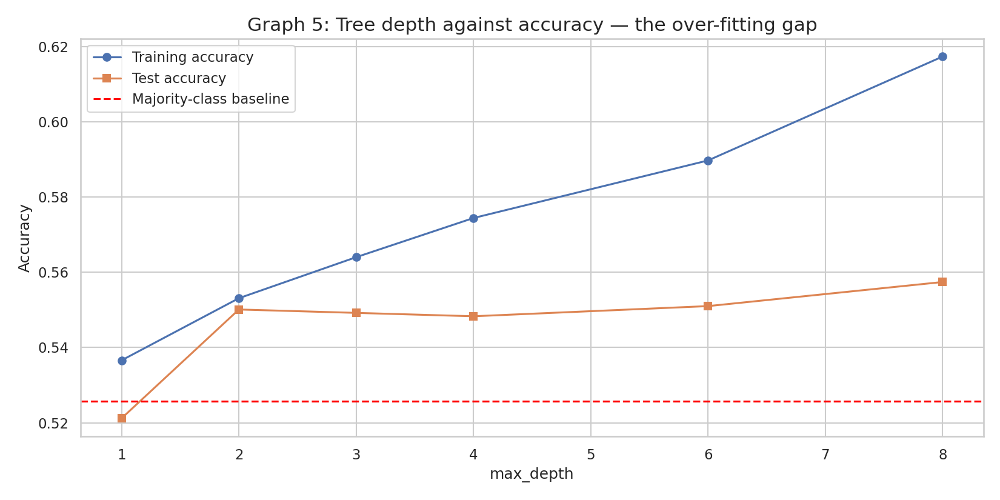 Graph 5: Tree depth against accuracy — the over-fitting gap
Training accuracy
Test accuracy
Majority-class baseline
Accuracy
0.62
0.60
0.58
0.56
0.54
0.52
1 2 3 4 5 6 7 8
max_depth